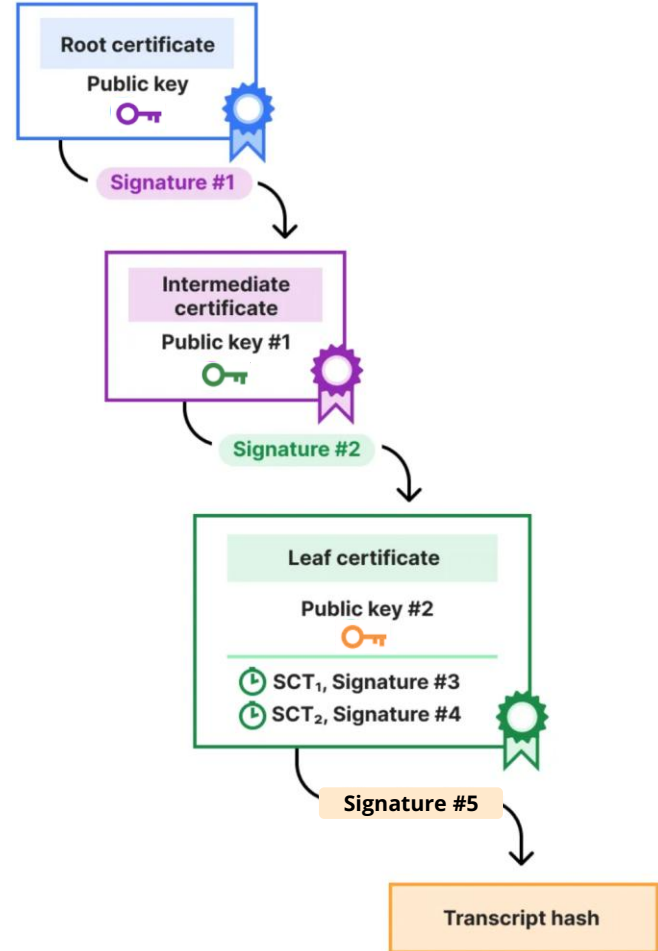 Root certificate
Public key
Signature #1
Intermediate
certificate
Public key #1
Signature #2
Leaf certificate
Public key #2
SCT₁, Signature #3
SCT₂, Signature #4
Signature #5
Transcript hash